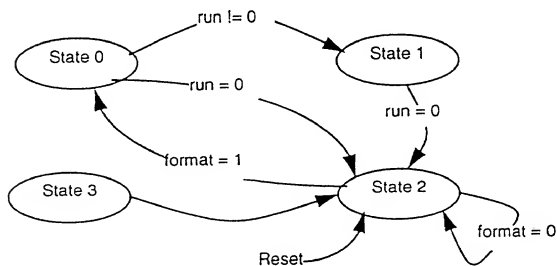 run != 0
State 0
State 1
run = 0
run = 0
format = 1
State 3
State 2
format = 0
Reset